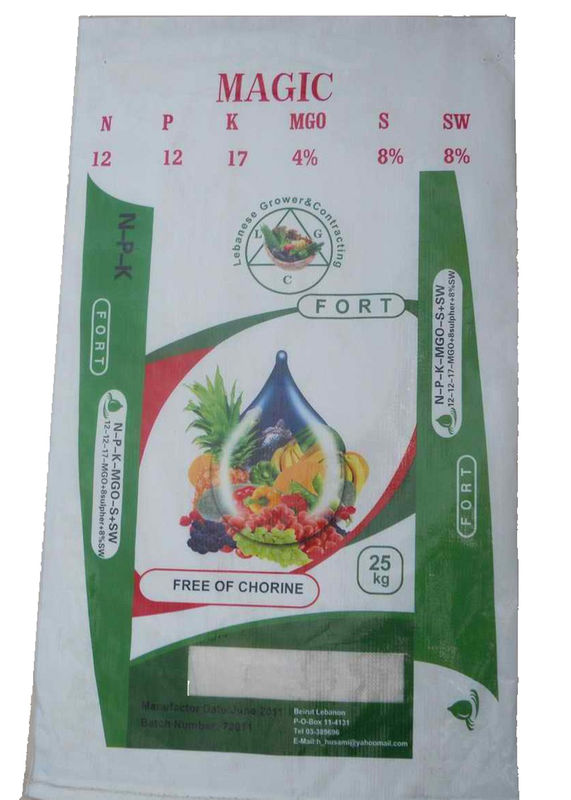 MAGIC
N P K MGO S SW
12 12 17 4% 8% 8%
Lebanese Grower&Contracting
L G
C
FORT
N-P-K
FORT
N-P-K-MGO-S+SW
12-12-17-MGO+8sulpher+8%SW
N-P-K-MGO-S+SW
12-12-17-MGO+8sulpher+8%SW
FORT
FREE OF CHORINE
25
kg
Manufactor Date:June 2011
Batch Number: 72011
Beirut Lebanon
P-O-Box 11-4131
Tel 03-389696
E-Mail:h_husami@yahoomail.com